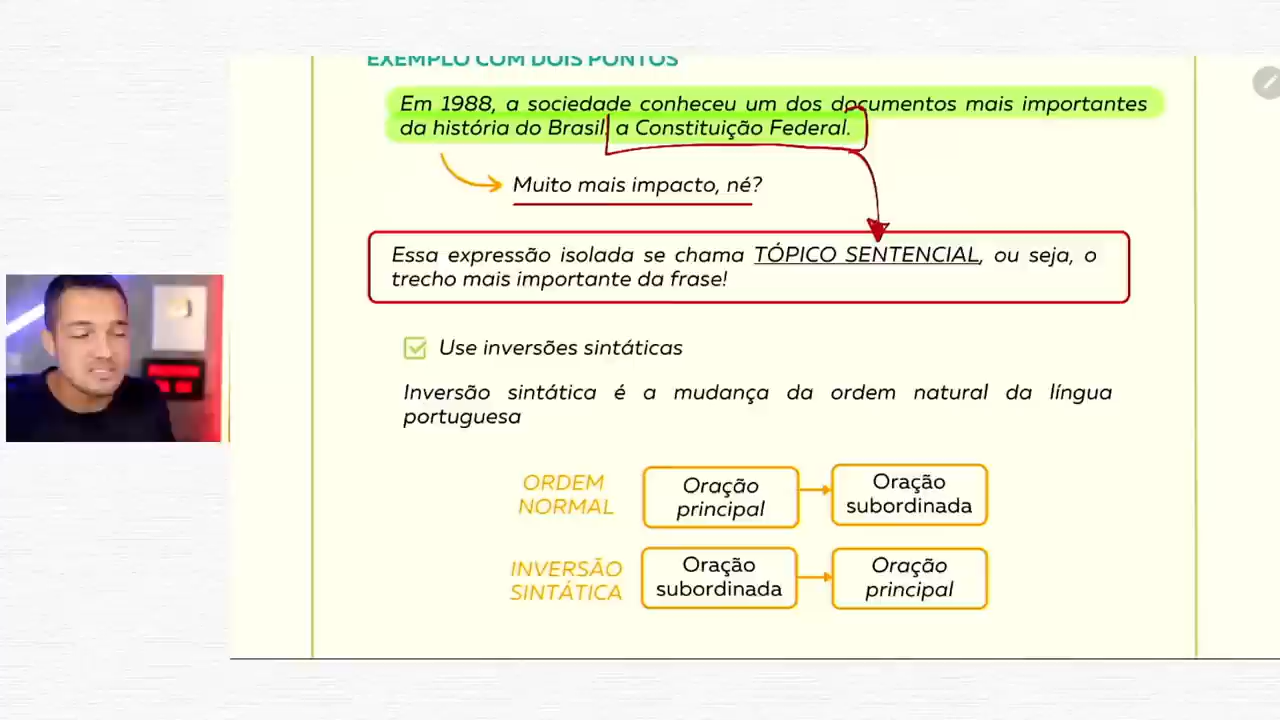 EXEMPLO COM DOIS PONTOS
Em 1988, a sociedade conheceu um dos documentos mais importantes
da história do Brasil: a Constituição Federal.
Muito mais impacto, né?
Essa expressão isolada se chama TÓPICO SENTENCIAL, ou seja, o
trecho mais importante da frase!
Use inversões sintáticas
Inversão sintática é a mudança da ordem natural da língua
portuguesa
ORDEM
NORMAL
Oração
principal
Oração
subordinada
INVERSÃO
SINTÁTICA
Oração
subordinada
Oração
principal